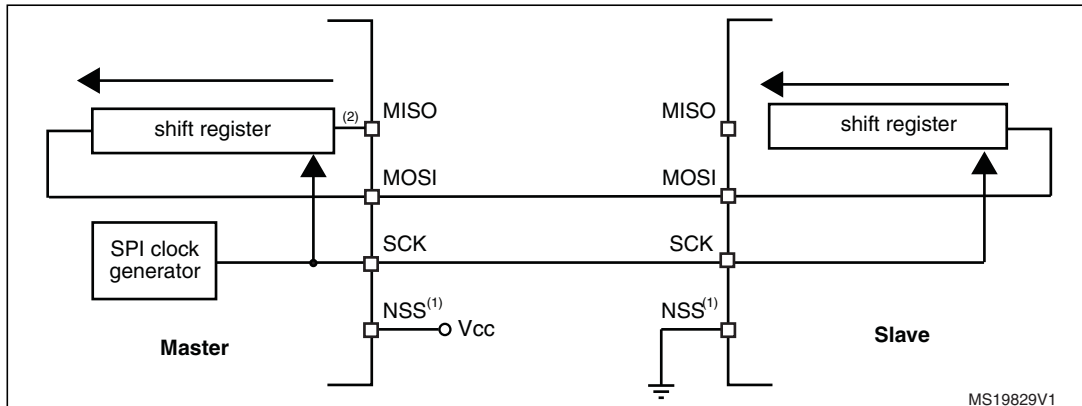 shift register
(2)
MISO
MISO
shift register
MOSI
MOSI
SPI clock
generator
SCK
SCK
NSS(1)
Vcc
NSS(1)
Master
Slave
MS19829V1